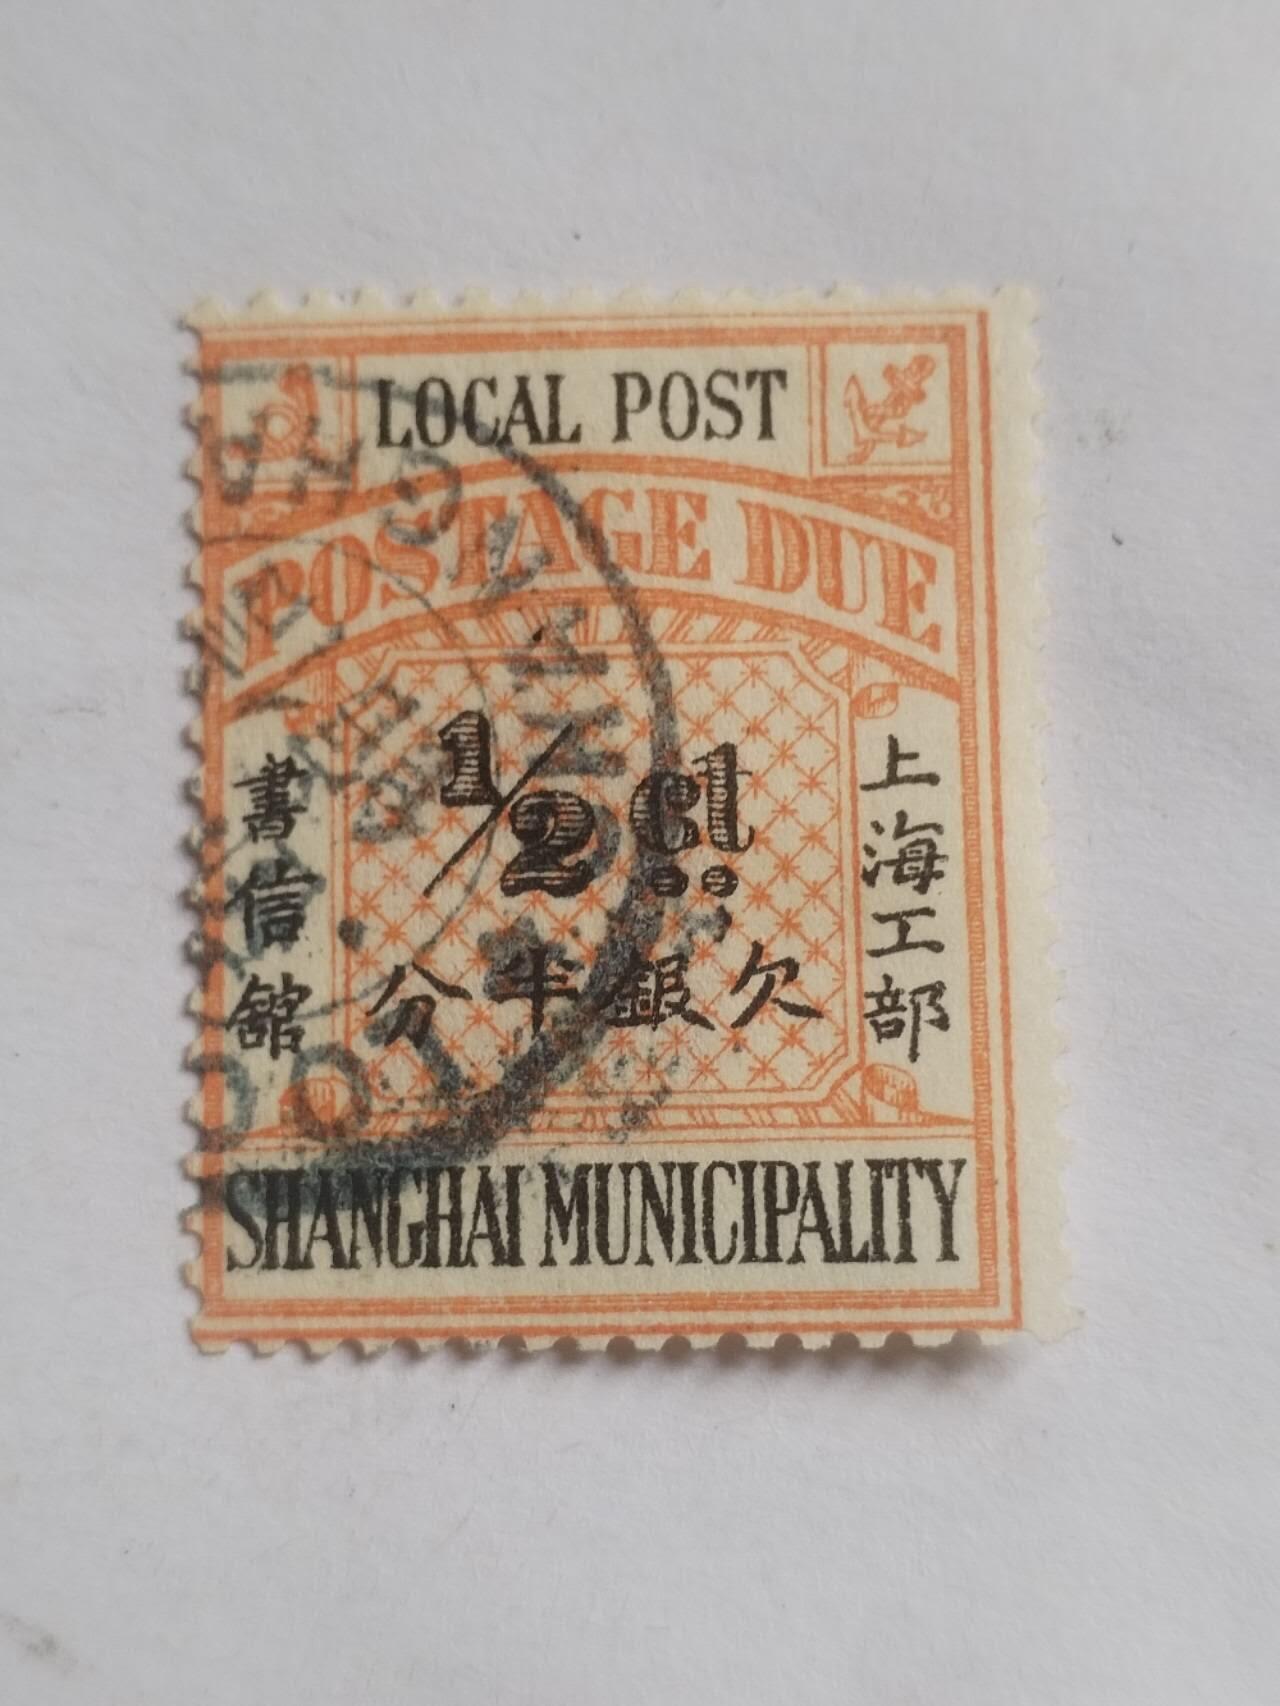 LOCAL POST
POSTAGE DUE
1/2 ct.
欠銀半分
上海工部
書信館
SHANGHAI MUNICIPALITY